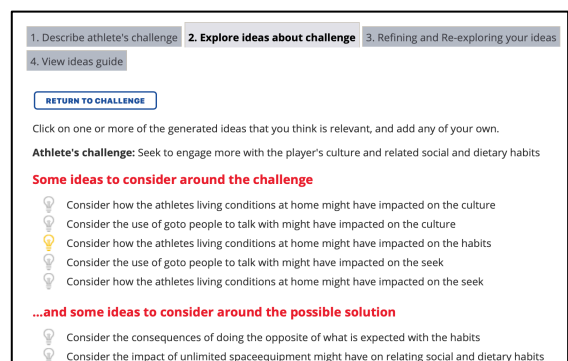 1. Describe athlete's challenge 2. Explore ideas about challenge 3. Refining and Re-exploring your ideas
4. View ideas guide
RETURN TO CHALLENGE
Click on one or more of the generated ideas that you think is relevant, and add any of your own.
Athlete's challenge: Seek to engage more with the player's culture and related social and dietary habits
Some ideas to consider around the challenge
Consider how the athletes living conditions at home might have impacted on the culture
Consider the use of goto people to talk with might have impacted on the culture
Consider how the athletes living conditions at home might have impacted on the habits
Consider the use of goto people to talk with might have impacted on the seek
Consider how the athletes living conditions at home might have impacted on the seek
...and some ideas to consider around the possible solution
Consider the consequences of doing the opposite of what is expected with the habits
Consider the impact of unlimited spaceequipment might have on relating social and dietary habits